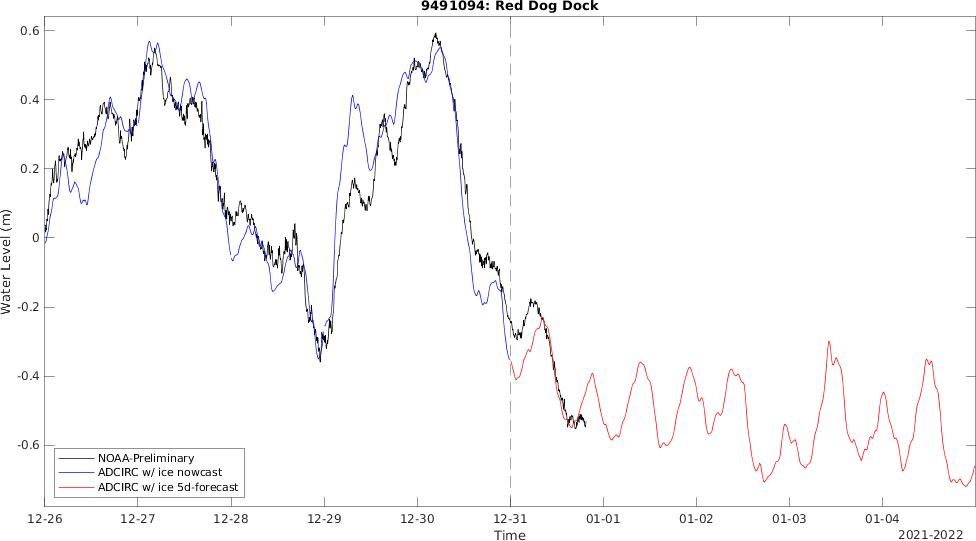 9491094: Red Dog Dock
Water Level (m)
0.6
0.4
0.2
0
-0.2
-0.4
-0.6
NOAA-Preliminary
ADCIRC w/ ice nowcast
ADCIRC w/ ice 5d-forecast
12-26 12-27 12-28 12-29 12-30 12-31 01-01 01-02 01-03 01-04
Time
2021-2022